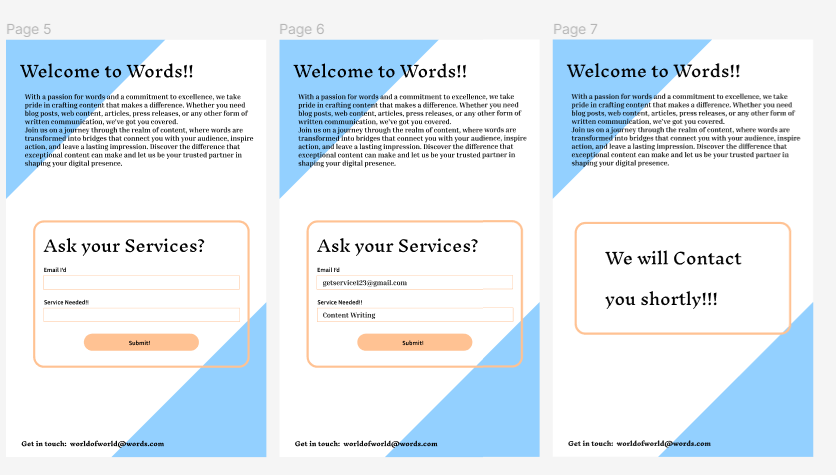 Page 5
Welcome to Words!!
With a passion for words and a commitment to excellence, we take
pride in crafting content that makes a difference. Whether you need
blog posts, web content, articles, press releases, or any other form of
written communication, we've got you covered.
Join us on a journey through the realm of content, where words are
transformed into bridges that connect you with your audience, inspire
action, and leave a lasting impression. Discover the difference that
exceptional content can make and let us be your trusted partner in
shaping your digital presence.
Ask your Services?
Email I'd
Service Needed!!
Submit!
Get in touch: worldofworld@words.com
Page 6
Welcome to Words!!
With a passion for words and a commitment to excellence, we take
pride in crafting content that makes a difference. Whether you need
blog posts, web content, articles, press releases, or any other form of
written communication, we've got you covered.
Join us on a journey through the realm of content, where words are
transformed into bridges that connect you with your audience, inspire
action, and leave a lasting impression. Discover the difference that
exceptional content can make and let us be your trusted partner in
shaping your digital presence.
Ask your Services?
Email I'd
getservice123@gmail.com
Service Needed!!
Content Writing
Submit!
Get in touch: worldofworld@words.com
Page 7
Welcome to Words!!
With a passion for words and a commitment to excellence, we take
pride in crafting content that makes a difference. Whether you need
blog posts, web content, articles, press releases, or any other form of
written communication, we've got you covered.
Join us on a journey through the realm of content, where words are
transformed into bridges that connect you with your audience, inspire
action, and leave a lasting impression. Discover the difference that
exceptional content can make and let us be your trusted partner in
shaping your digital presence.
We will Contact
you shortly!!!
Get in touch: worldofworld@words.com